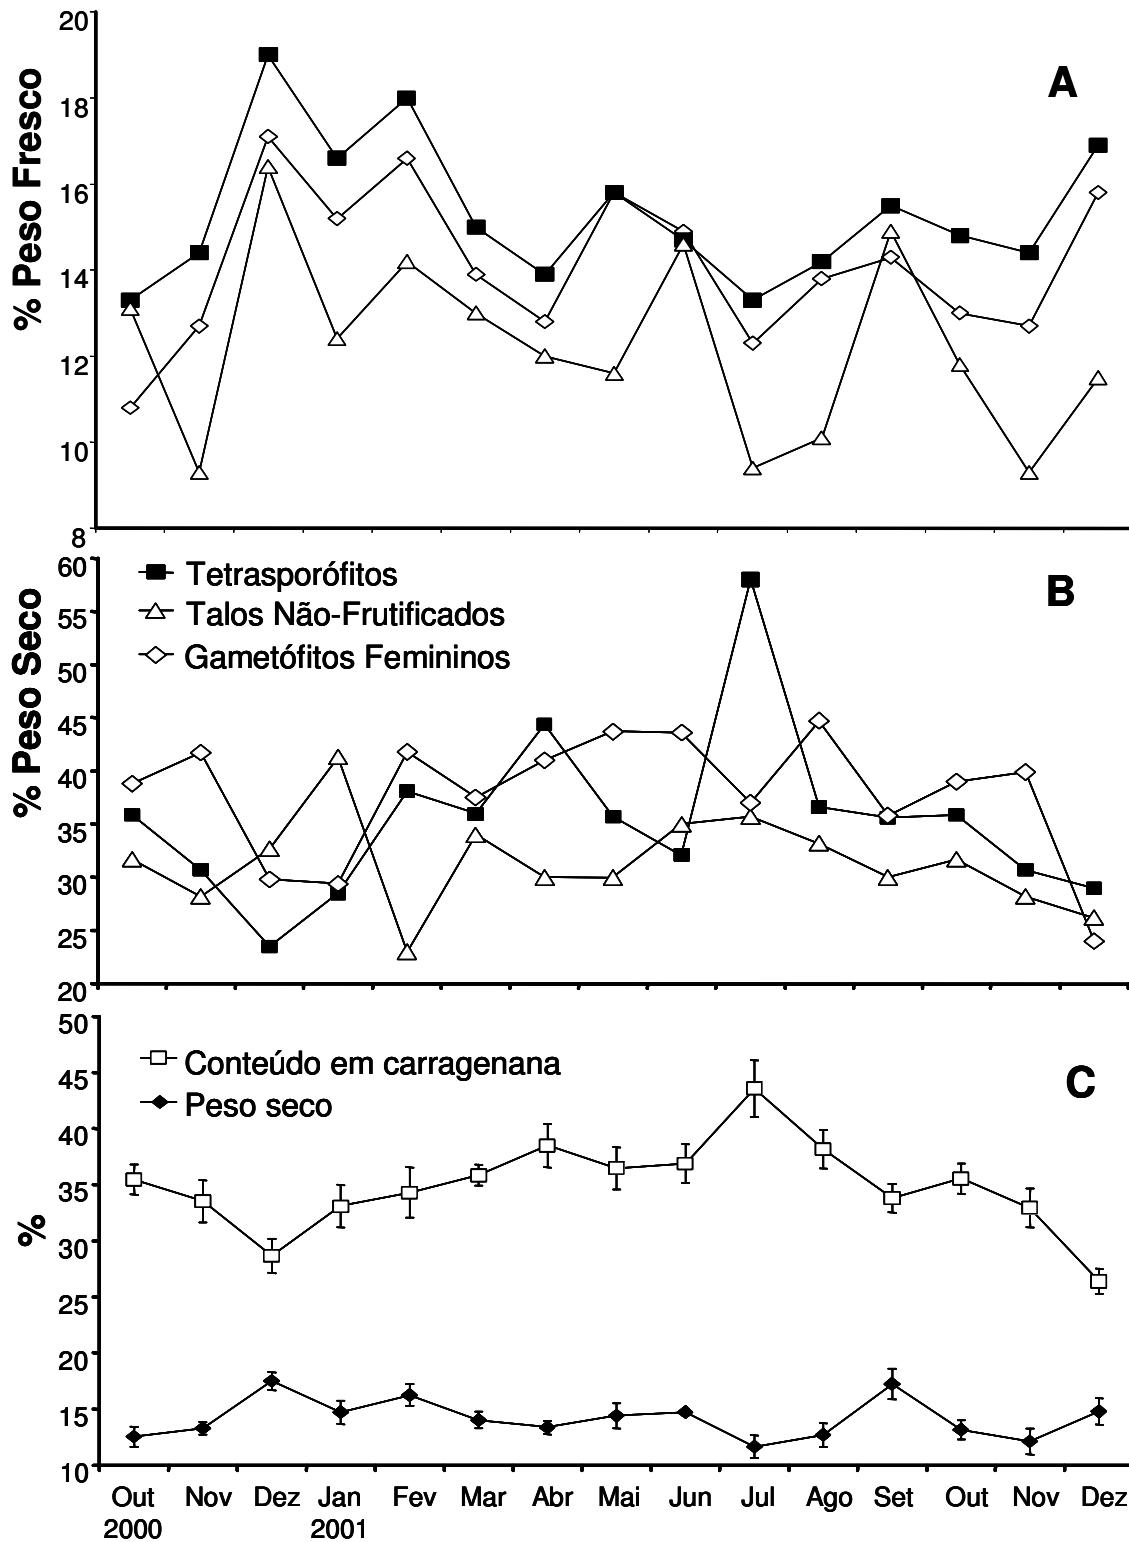 20
18
16
14
12
10
8
% Peso Fresco
A
60
55
50
45
40
35
30
25
20
% Peso Seco
Tetrasporófitos
Talos Não-Frutificados
Gametófitos Femininos
B
50
45
40
35
30
25
20
15
10
%
Conteúdo em carragenana
Peso seco
C
Out Nov Dez Jan Fev Mar Abr Mai Jun Jul Ago Set Out Nov Dez
2000 2001